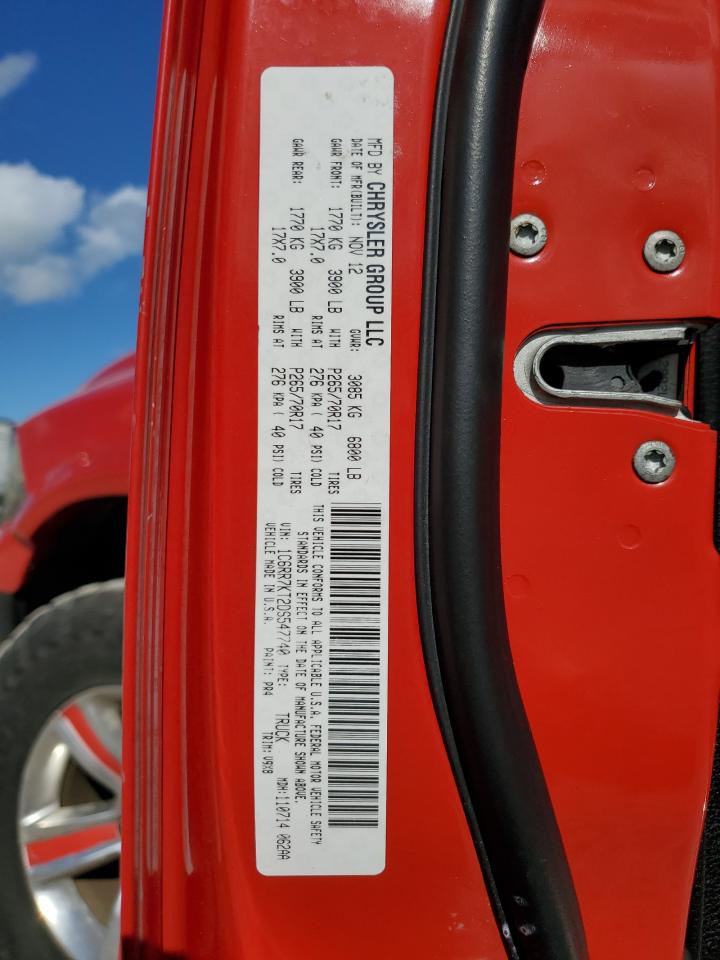 MFD BY CHRYSLER GROUP LLC
DATE OF MFR(BUILT): NOV 12 GVWR: 3085 KG 6800 LB
GAWR FRONT: 1770 KG 3900 LB WITH P265/70R17 TIRES
17X7.0 RIMS AT 276 KPA( 40 PSI) COLD
GAWR REAR: 1770 KG 3900 LB WITH P265/70R17 TIRES
17X7.0 RIMS AT 276 KPA( 40 PSI) COLD
THIS VEHICLE CONFORMS TO ALL APPLICABLE U.S.A. FEDERAL MOTOR VEHICLE SAFETY
STANDARDS IN EFFECT ON THE DATE OF MANUFACTURE SHOWN ABOVE.
VIN: 1C6RR7KT2DS547740 TYPE: TRUCK MDH:110714 062AA
VEHICLE MADE IN U.S.A. PAINT: PR4 TRIM: V9X8